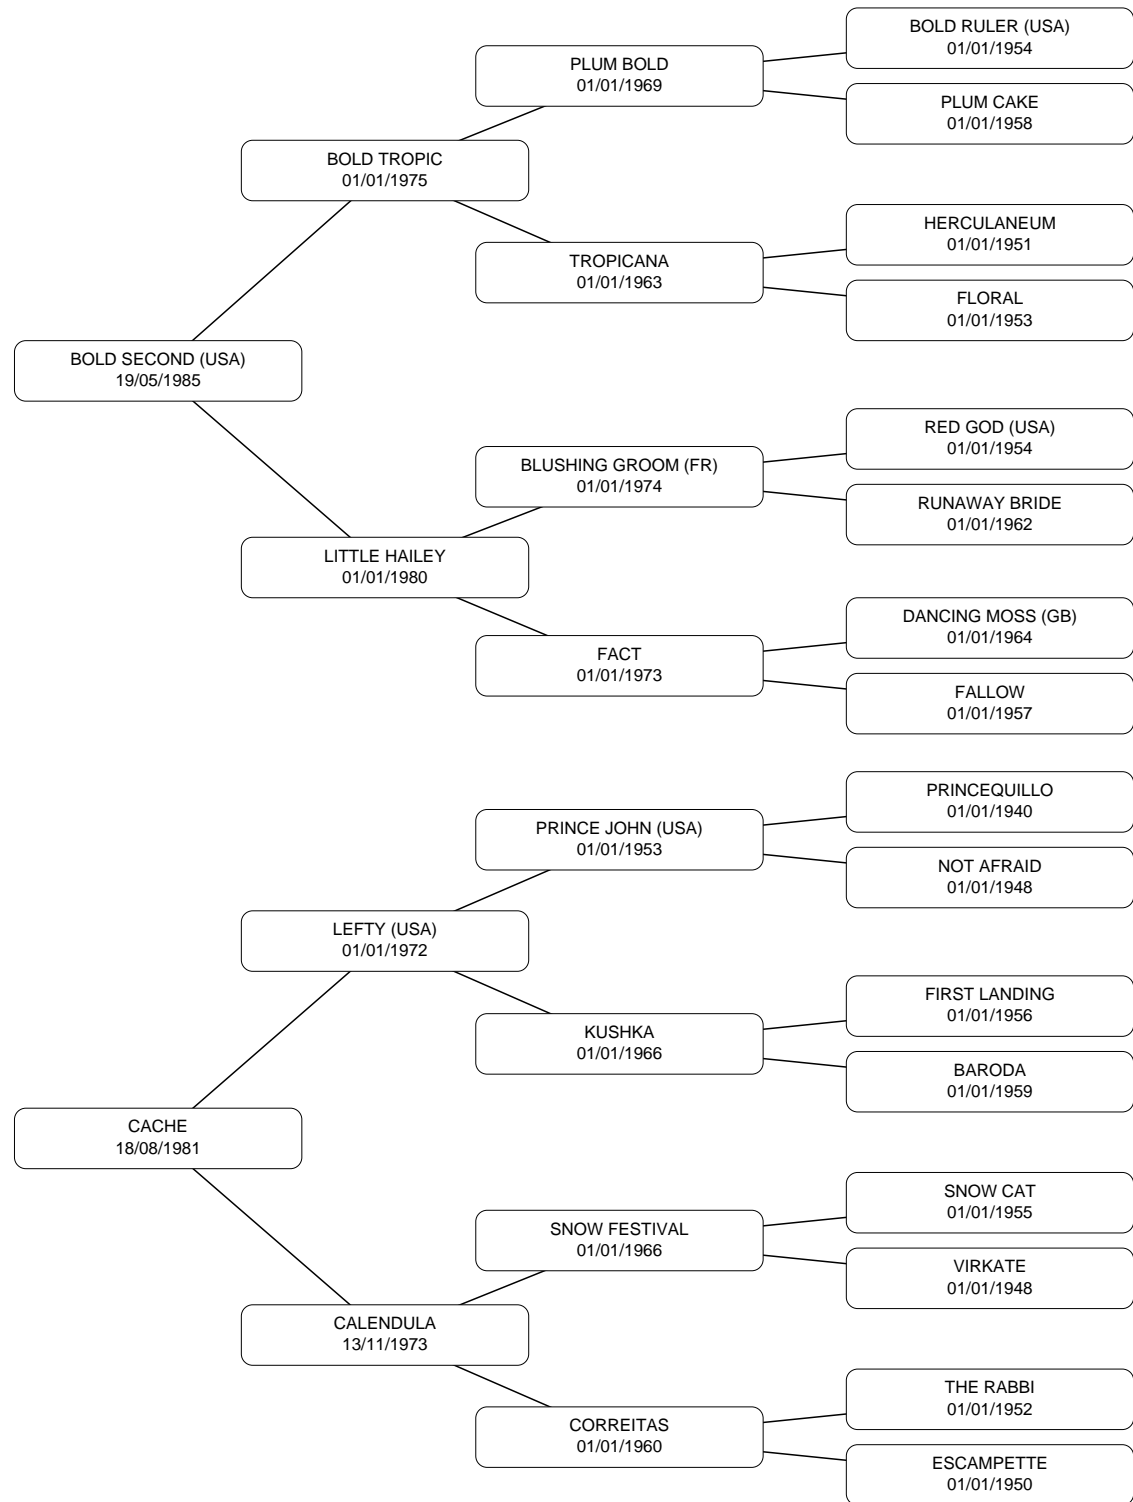 BOLD RULER (USA)
01/01/1954
PLUM BOLD
01/01/1969
PLUM CAKE
01/01/1958
BOLD TROPIC
01/01/1975
HERCULANEUM
01/01/1951
TROPICANA
01/01/1963
FLORAL
01/01/1953
BOLD SECOND (USA)
19/05/1985
RED GOD (USA)
01/01/1954
BLUSHING GROOM (FR)
01/01/1974
RUNAWAY BRIDE
01/01/1962
LITTLE HAILEY
01/01/1980
DANCING MOSS (GB)
01/01/1964
FACT
01/01/1973
FALLOW
01/01/1957
PRINCEQUILLO
01/01/1940
PRINCE JOHN (USA)
01/01/1953
NOT AFRAID
01/01/1948
LEFTY (USA)
01/01/1972
FIRST LANDING
01/01/1956
KUSHKA
01/01/1966
BARODA
01/01/1959
CACHE
18/08/1981
SNOW CAT
01/01/1955
SNOW FESTIVAL
01/01/1966
VIRKATE
01/01/1948
CALENDULA
13/11/1973
THE RABBI
01/01/1952
CORREITAS
01/01/1960
ESCAMPETTE
01/01/1950